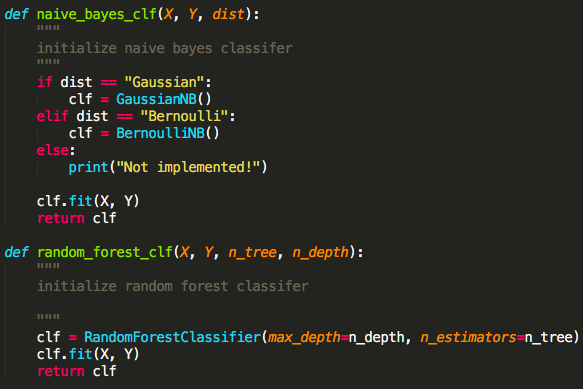 def naive_bayes_clf(X, Y, dist):
    """
    initialize naive bayes classifer
    """
    if dist == "Gaussian":
        clf = GaussianNB()
    elif dist == "Bernoulli":
        clf = BernoulliNB()
    else:
        print("Not implemented!")

    clf.fit(X, Y)
    return clf

def random_forest_clf(X, Y, n_tree, n_depth):
    """
    initialize random forest classifer

    """
    clf = RandomForestClassifier(max_depth=n_depth, n_estimators=n_tree)
    clf.fit(X, Y)
    return clf